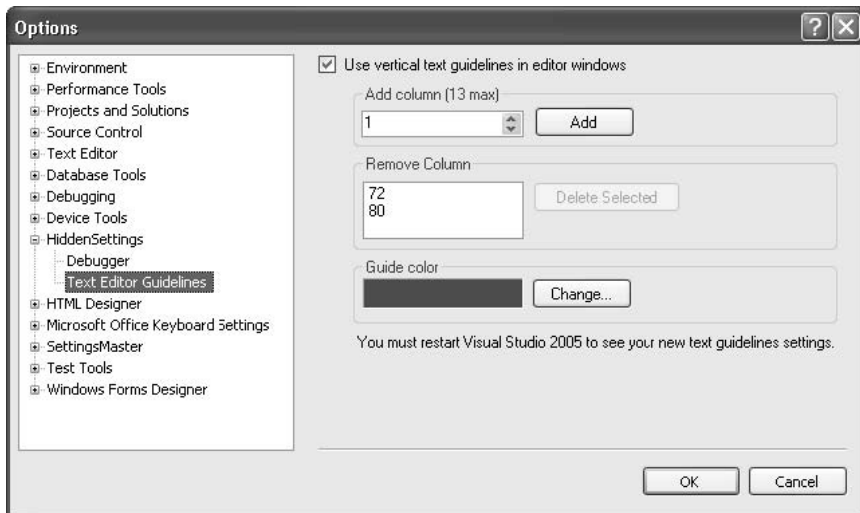 Options
Environment
Performance Tools
Projects and Solutions
Source Control
Text Editor
Database Tools
Debugging
Device Tools
HiddenSettings
Debugger
Text Editor Guidelines
HTML Designer
Microsoft Office Keyboard Settings
SettingsMaster
Test Tools
Windows Forms Designer
Use vertical text guidelines in editor windows
Add column (13 max)
1
Add
Remove Column
72
80
Delete Selected
Guide color
Change...
You must restart Visual Studio 2005 to see your new text guidelines settings.
OK
Cancel